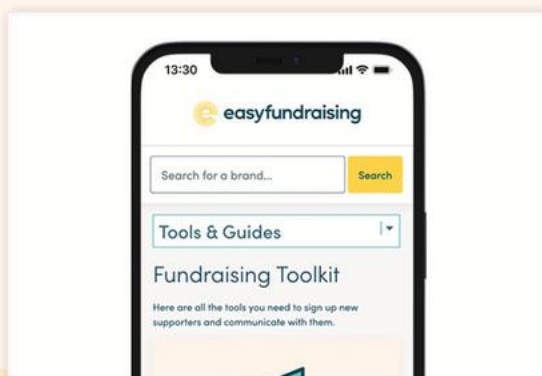 13:30
easyfundraising
Search for a brand...
Search
Tools & Guides
Fundraising Toolkit
Here are all the tools you need to sign up new
supporters and communicate with them.